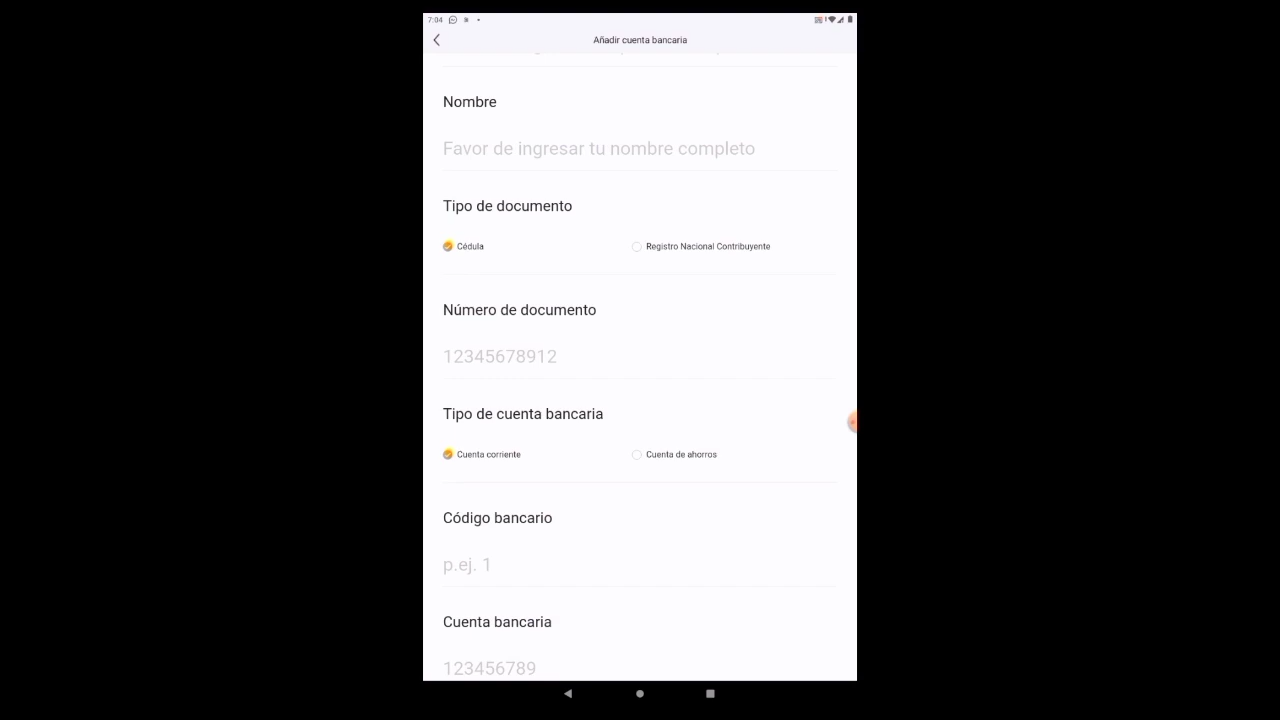 7:04
Añadir cuenta bancaria
Nombre
Favor de ingresar tu nombre completo
Tipo de documento
Cédula
Registro Nacional Contribuyente
Número de documento
12345678912
Tipo de cuenta bancaria
Cuenta corriente
Cuenta de ahorros
Código bancario
p.ej. 1
Cuenta bancaria
123456789